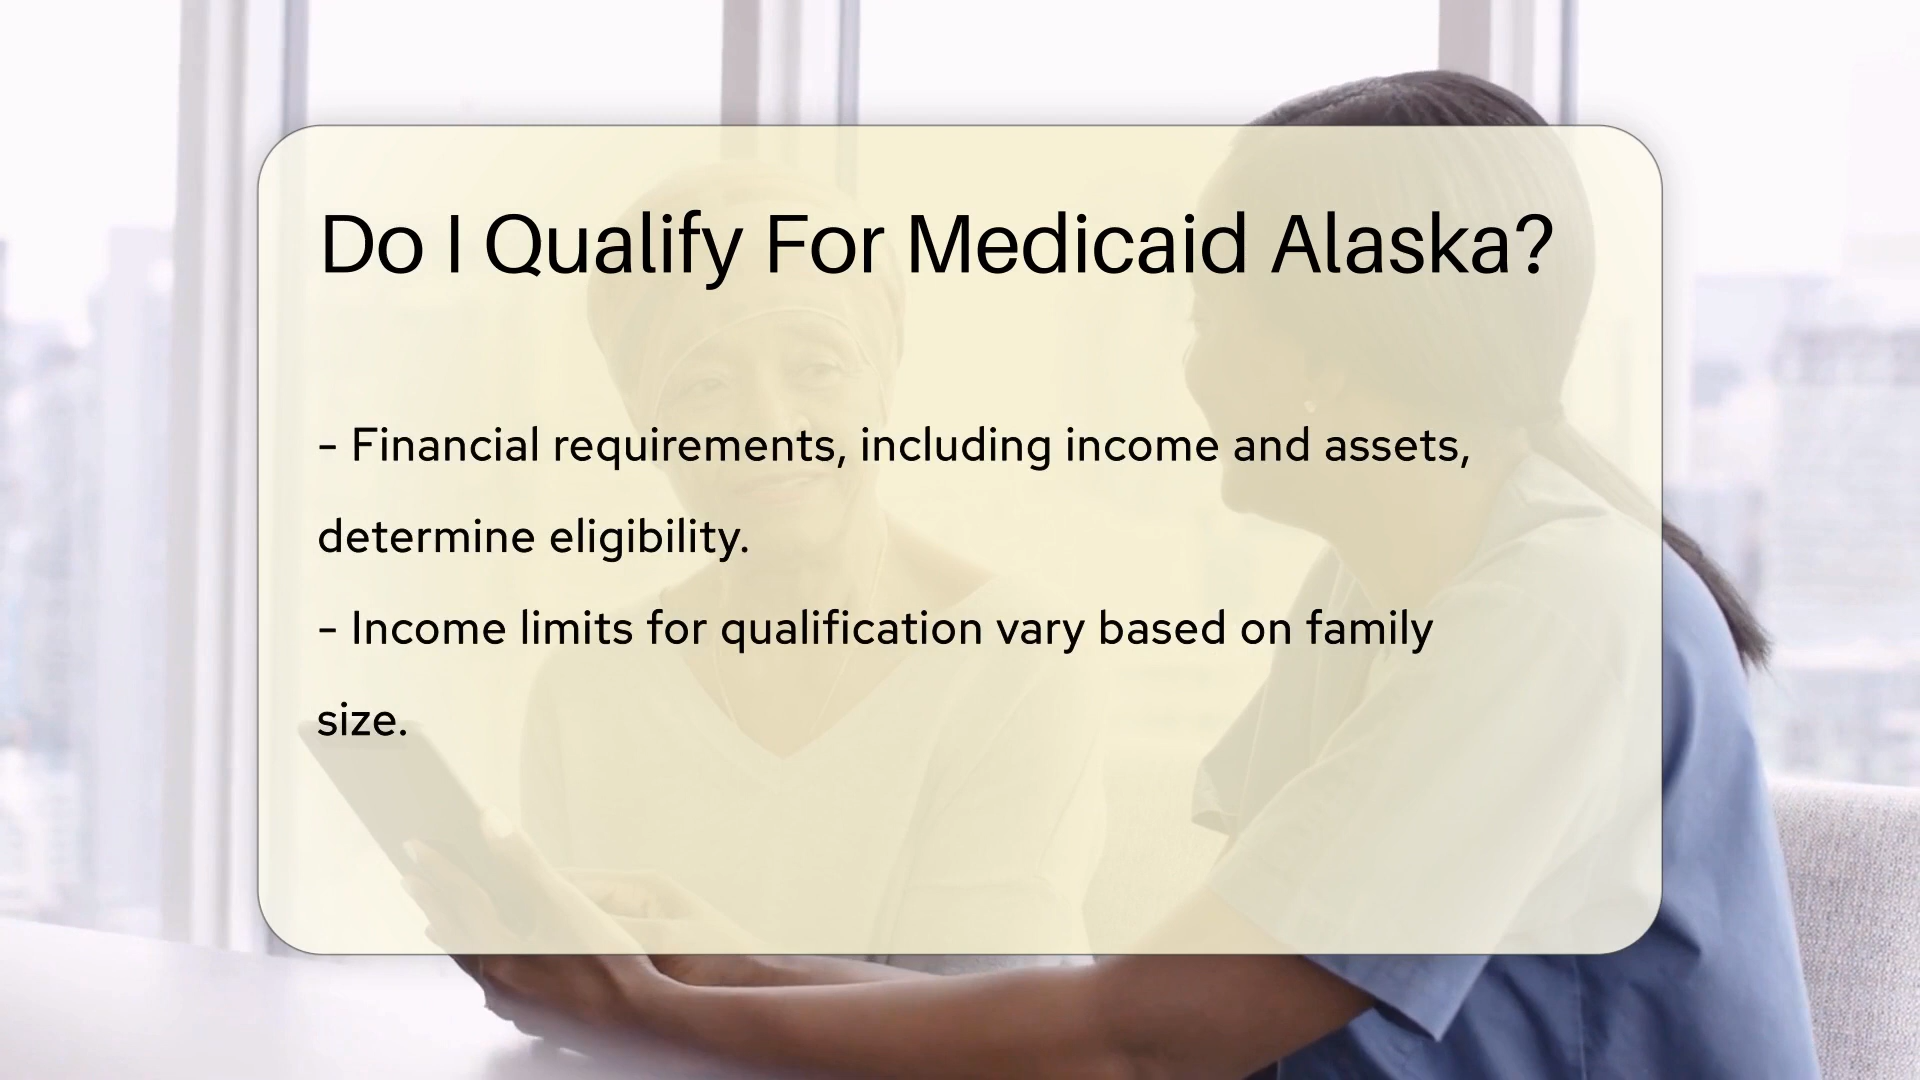 Do I Qualify For Medicaid Alaska?
- Financial requirements, including income and assets,
determine eligibility.
- Income limits for qualification vary based on family
size.